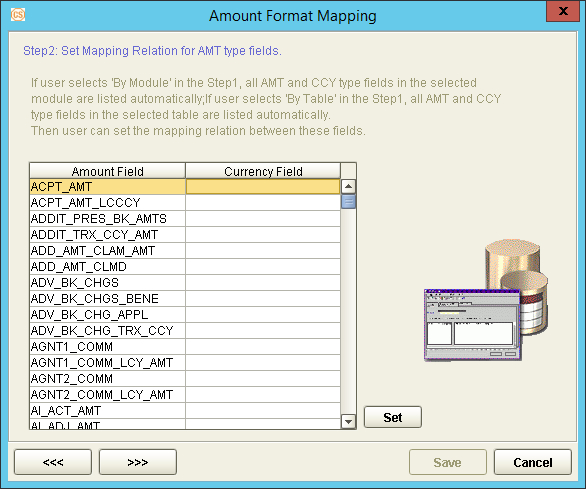 CS
Amount Format Mapping
X
Step2: Set Mapping Relation for AMT type fields.
If user selects 'By Module' in the Step1, all AMT and CCY type fields in the selected
module are listed automatically;If user selects 'By Table' in the Step1, all AMT and CCY
type fields in the selected table are listed automatically.
Then user can set the mapping relation between these fields.
Amount Field Currency Field
ACPT_AMT
ACPT_AMT_LCCCY
ADDIT_PRES_BK_AMTS
ADDIT_TRX_CCY_AMT
ADD_AMT_CLAM_AMT
ADD_AMT_CLMD
ADV_BK_CHGS
ADV_BK_CHGS_BENE
ADV_BK_CHG_APPL
ADV_BK_CHG_TRX_CCY
AGNT1_COMM
AGNT1_COMM_LCY_AMT
AGNT2_COMM
AGNT2_COMM_LCY_AMT
AI_ACT_AMT
AI_ADJ_AMT
Set
<<< >>> Save Cancel